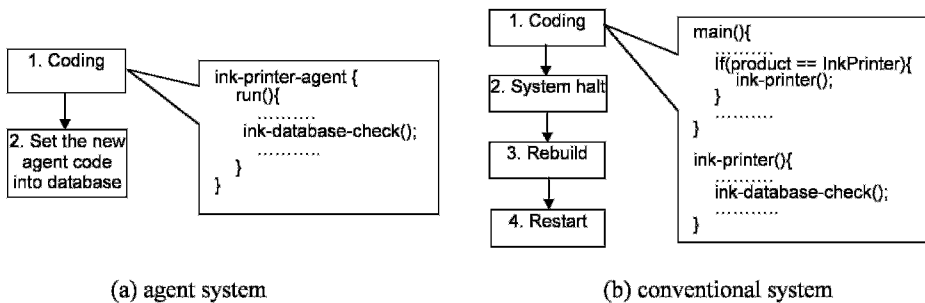 1. Coding
2. Set the new
agent code
into database
ink-printer-agent {
run(){
...........
ink-database-check();
...........
}
}
(a) agent system
1. Coding
2. System halt
3. Rebuild
4. Restart
main(){
...........
If(product == InkPrinter){
ink-printer();
}
...........
}
ink-printer(){
...........
ink-database-check();
...........
}
(b) conventional system